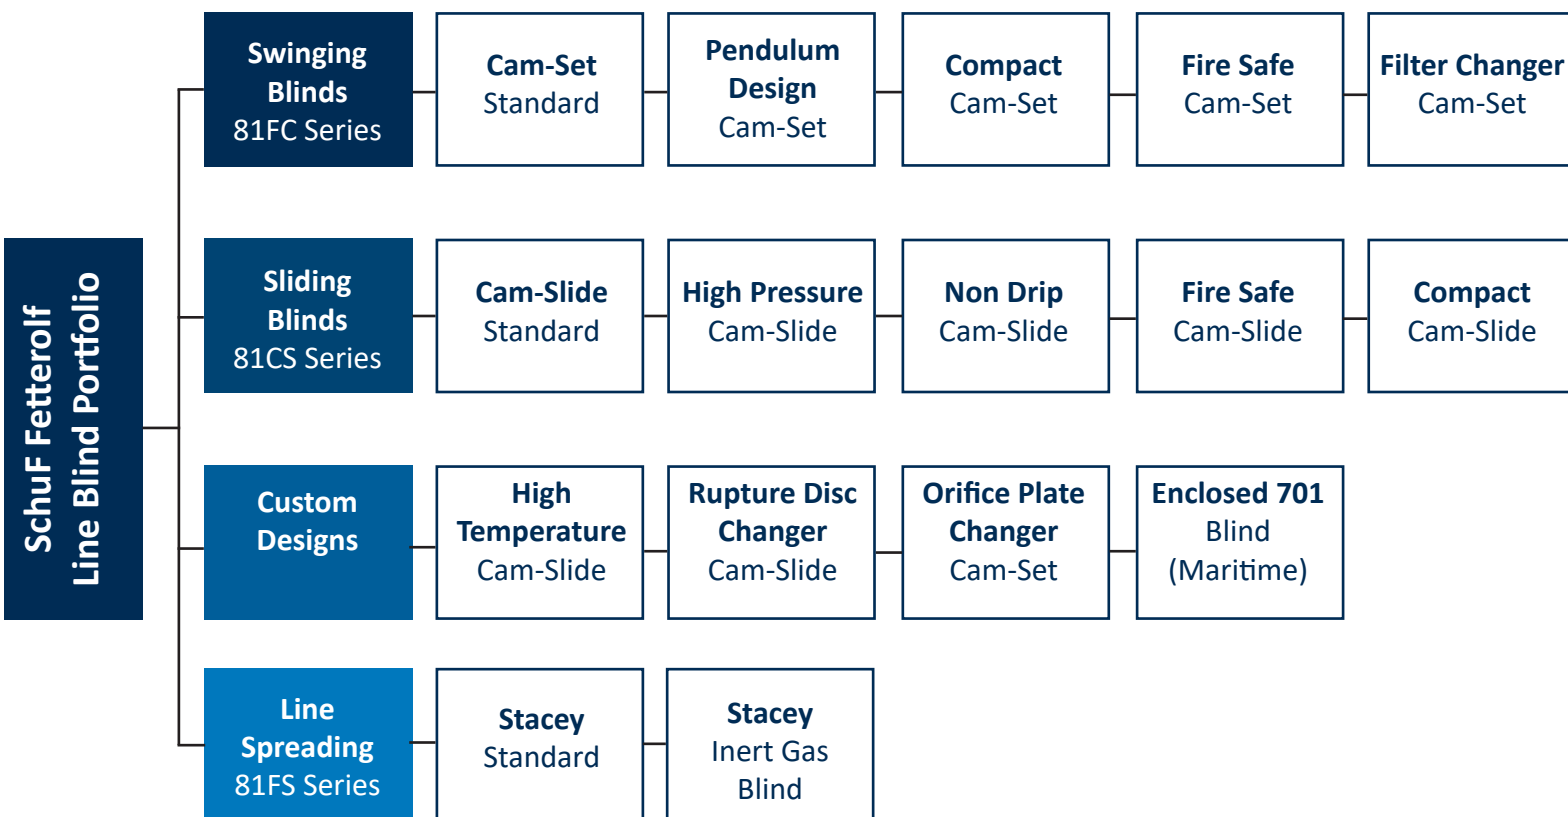 SchuF Fetterolf
Line Blind Portfolio
Swinging
Blinds
81FC Series
Cam-Set
Standard
Pendulum
Design
Cam-Set
Compact
Cam-Set
Fire Safe
Cam-Set
Filter Changer
Cam-Set
Sliding
Blinds
81CS Series
Cam-Slide
Standard
High Pressure
Cam-Slide
Non Drip
Cam-Slide
Fire Safe
Cam-Slide
Compact
Cam-Slide
Custom
Designs
High
Temperature
Cam-Slide
Rupture Disc
Changer
Cam-Slide
Orifice Plate
Changer
Cam-Set
Enclosed 701
Blind
(Maritime)
Line
Spreading
81FS Series
Stacey
Standard
Stacey
Inert Gas
Blind